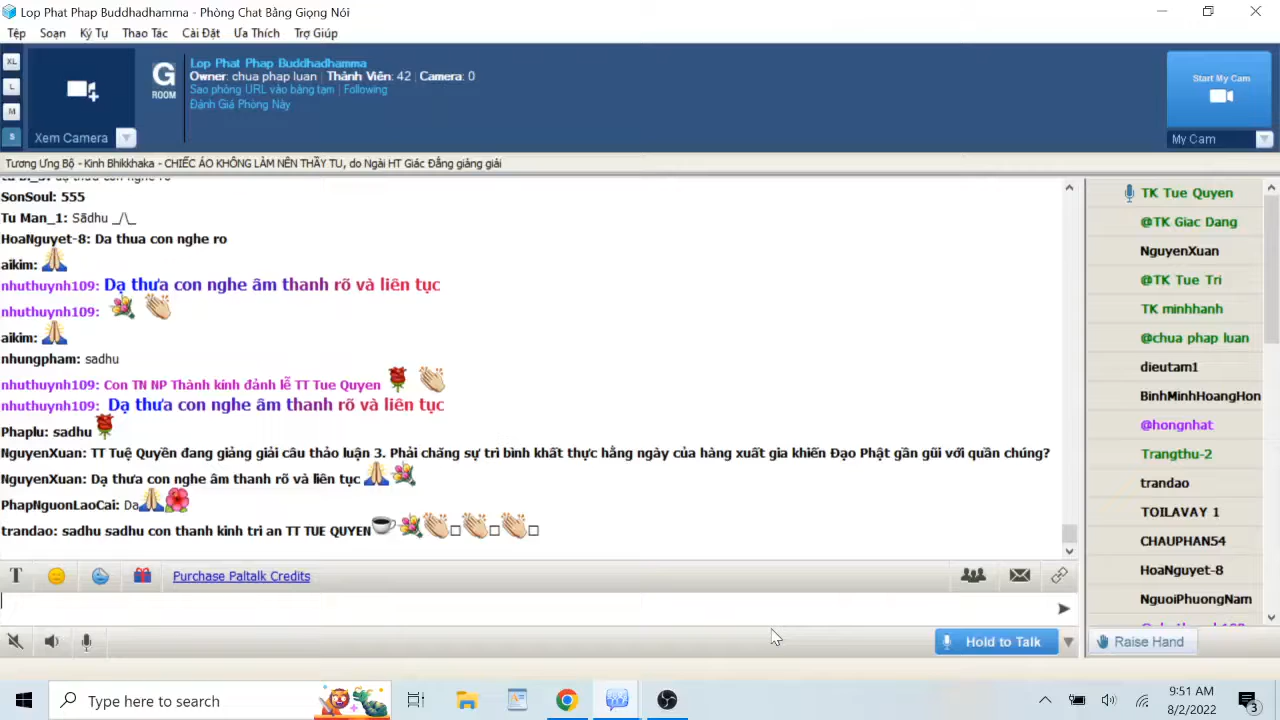 Lop Phat Phap Buddhadhamma - Phòng Chat Bằng Giọng Nói
Tệp Soạn Ký Tự Thao Tác Cài Đặt Ưa Thích Trợ Giúp
XL
L
M
S
Xem Camera
G
ROOM
Lop Phat Phap Buddhadhamma
Owner: chua phap luan | Thành Viên: 42 | Camera: 0
Sao phòng URL vào bảng tạm | Following
Đánh Giá Phòng Này
Start My Cam
My Cam
Tương Ưng Bộ - Kinh Bhikkhaka - CHIẾC ÁO KHÔNG LÀM NÊN THẦY TU, do Ngài HT Giác Đẳng giảng giải
SonSoul: 555
Tu Man_1: Sādhu _/\_
HoaNguyet-8: Da thua con nghe ro
aikim:
nhuthuynh109: Dạ thưa con nghe âm thanh rõ và liên tục
nhuthuynh109:
aikim:
nhungpham: sadhu
nhuthuynh109: Con TN NP Thành kính đảnh lễ TT Tue Quyen
nhuthuynh109: Dạ thưa con nghe âm thanh rõ và liên tục
Phaplu: sadhu
NguyenXuan: TT Tuệ Quyền đang giảng giải câu thảo luận 3. Phải chăng sự trì bình khất thực hằng ngày của hàng xuất gia khiến Đạo Phật gần gũi với quần chúng?
NguyenXuan: Dạ thưa con nghe âm thanh rõ và liên tục
PhapNguonLaoCai: Da
trandao: sadhu sadhu con thanh kinh tri an TT TUE QUYEN
TK Tue Quyen
@TK Giac Dang
NguyenXuan
@TK Tue Tri
TK minhhanh
@chua phap luan
dieutam1
BinhMinhHoangHon
@hongnhat
Trangthu-2
trandao
TOILAVAY 1
CHAUPHAN54
HoaNguyet-8
NguoiPhuongNam
T Purchase Paltalk Credits
Hold to Talk
Raise Hand
Type here to search
9:51 AM
8/2/2022
3